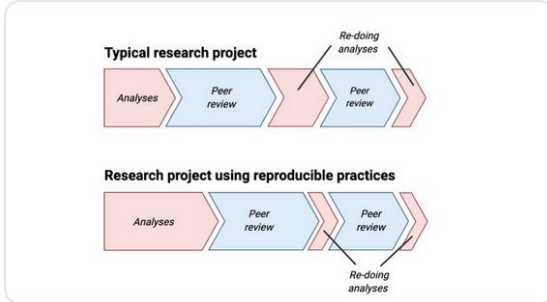 Typical research project
Re-doing
analyses
Analyses
Peer
review
Peer
review
Research project using reproducible practices
Analyses
Peer
review
Peer
review
Re-doing
analyses